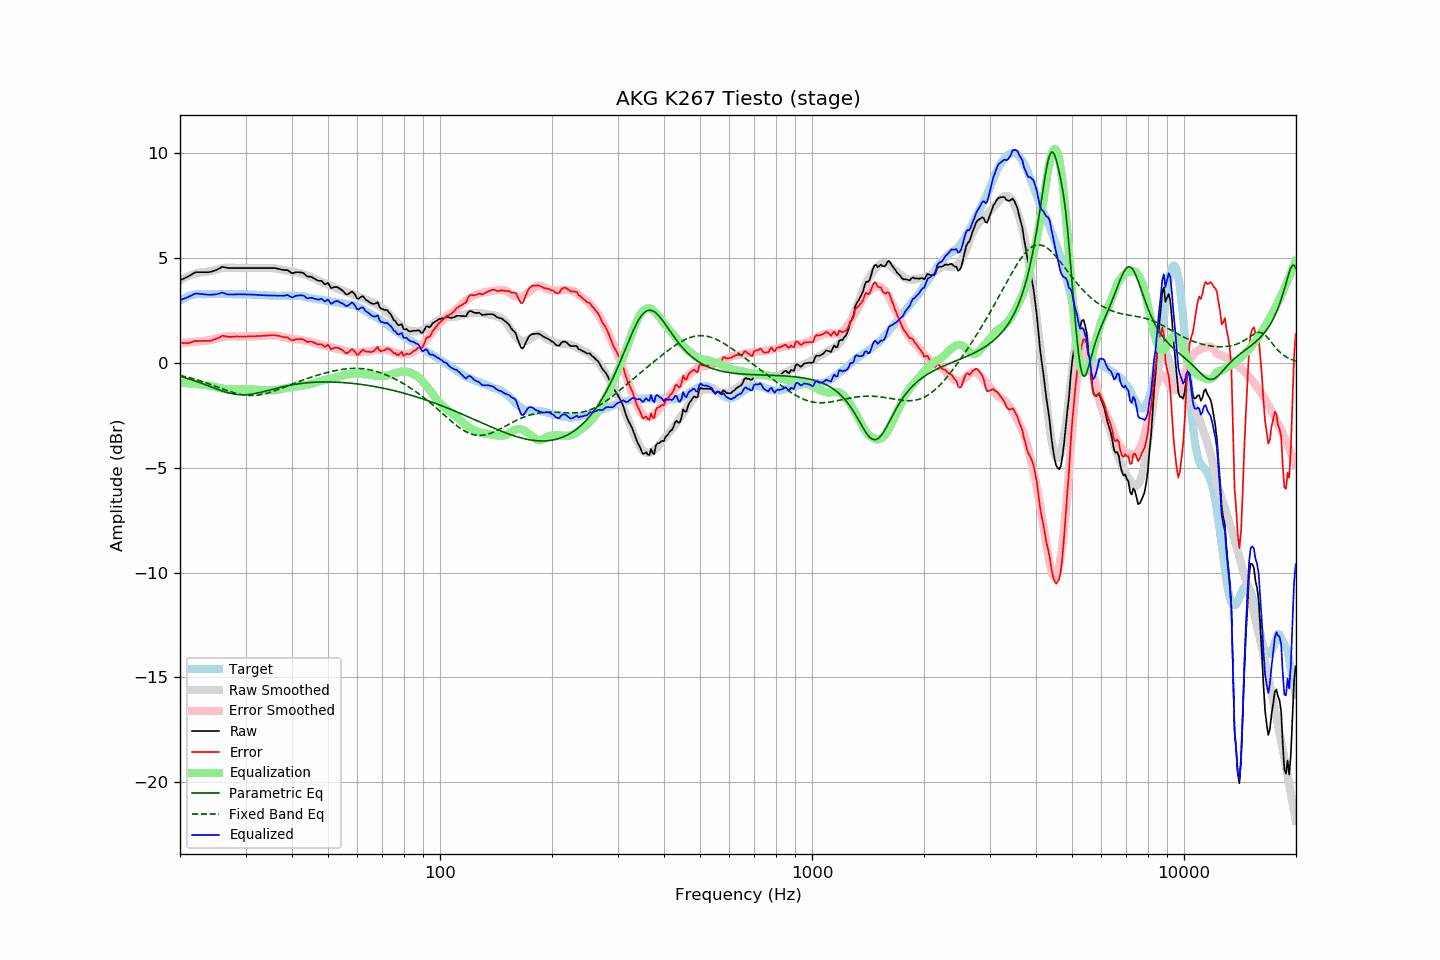 AKG K267 Tiesto (stage)
10
5
0
−5
−10
−15
−20
Amplitude (dBr)
Target
Raw Smoothed
Error Smoothed
Raw
Error
Equalization
Parametric Eq
Fixed Band Eq
Equalized
100
1000
10000
Frequency (Hz)